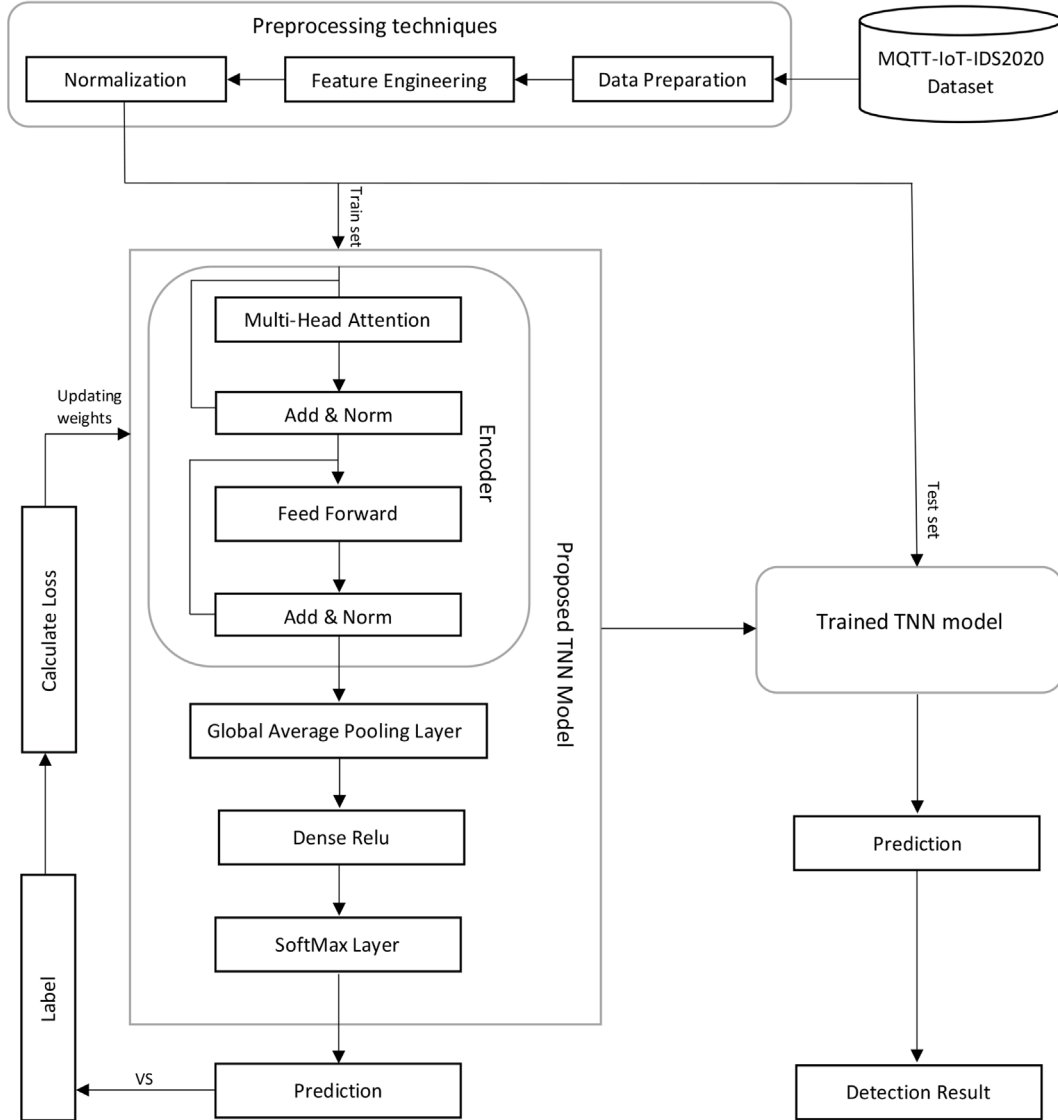 Preprocessing techniques
MQTT-IoT-IDS2020
Dataset
Data Preparation
Feature Engineering
Normalization
Train set
Test set
Multi-Head Attention
Add & Norm
Feed Forward
Add & Norm
Encoder
Global Average Pooling Layer
Dense Relu
SoftMax Layer
Proposed TNN Model
Prediction
VS
Label
Calculate Loss
Updating
weights
Trained TNN model
Prediction
Detection Result